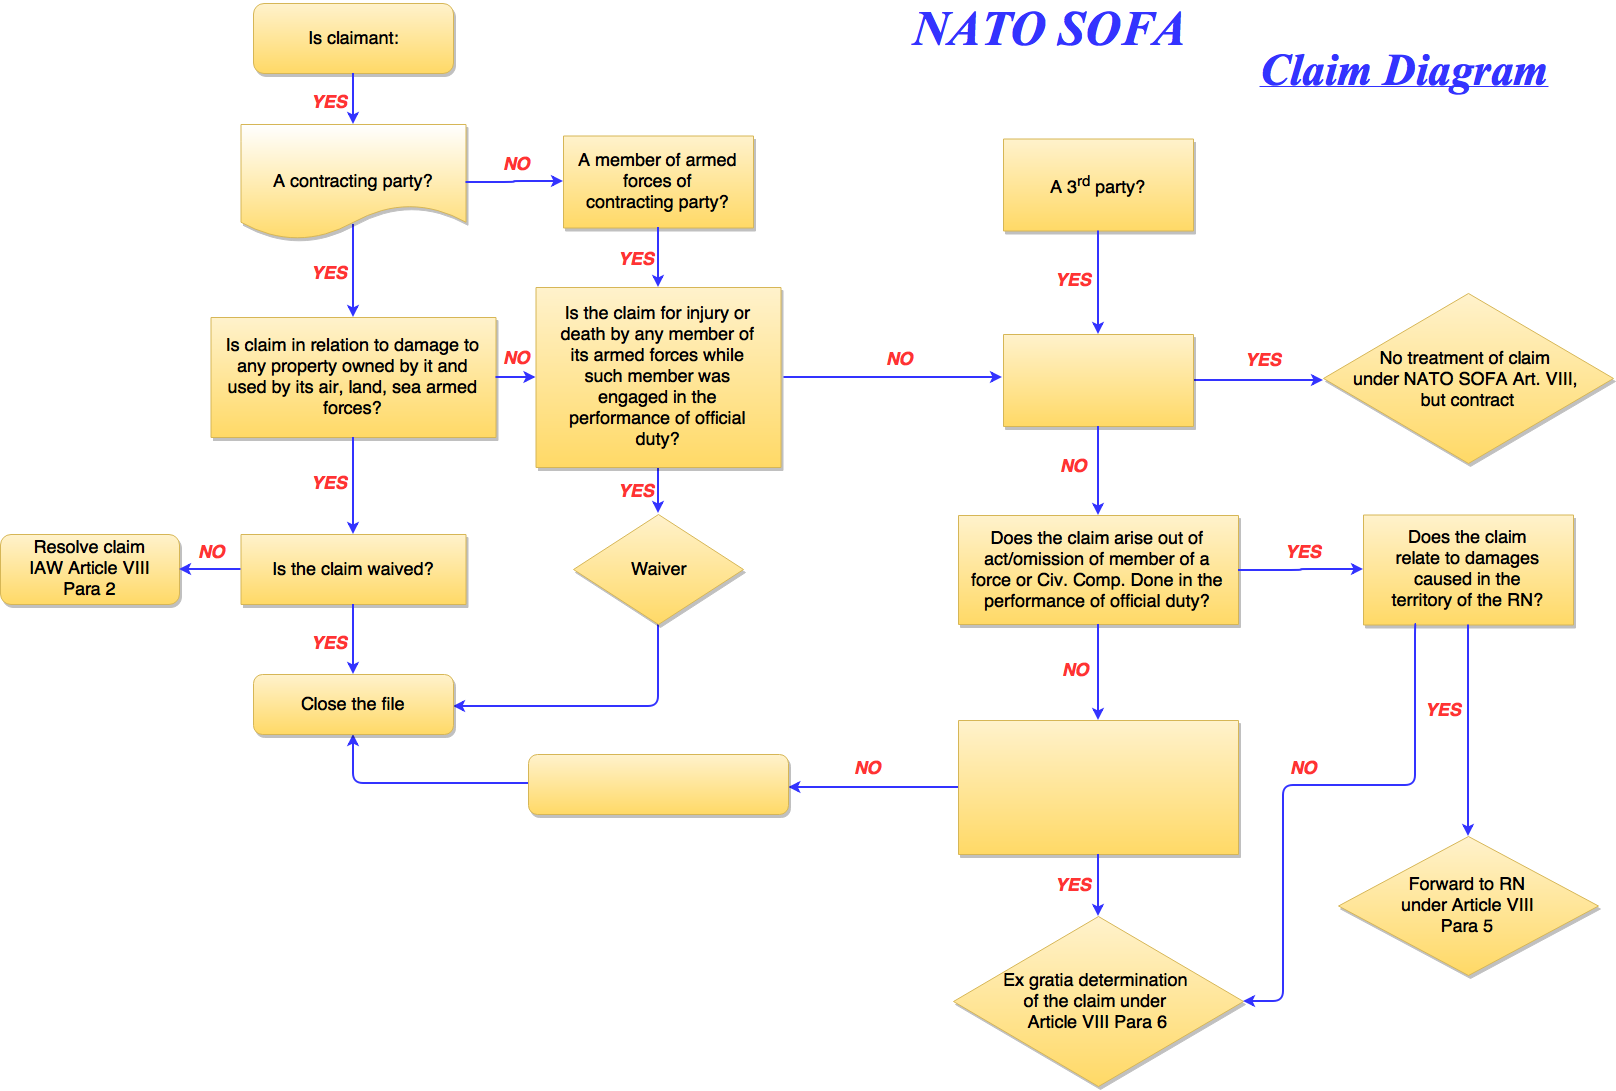 NATO SOFA
Claim Diagram
Is claimant:
YES
A contracting party?
NO
A member of armed
forces of
contracting party?
A 3rd party?
YES
YES
YES
Is claim in relation to damage to
any property owned by it and
used by its air, land, sea armed
forces?
NO
Is the claim for injury or
death by any member of
its armed forces while
such member was
engaged in the
performance of official
duty?
NO
YES
No treatment of claim
under NATO SOFA Art. VIII,
but contract
YES
YES
NO
Resolve claim
IAW Article VIII
Para 2
NO
Is the claim waived?
Waiver
Does the claim arise out of
act/omission of member of a
force or Civ. Comp. Done in the
performance of official duty?
YES
Does the claim
relate to damages
caused in the
territory of the RN?
YES
NO
YES
Close the file
NO
NO
YES
Forward to RN
under Article VIII
Para 5
Ex gratia determination
of the claim under
Article VIII Para 6